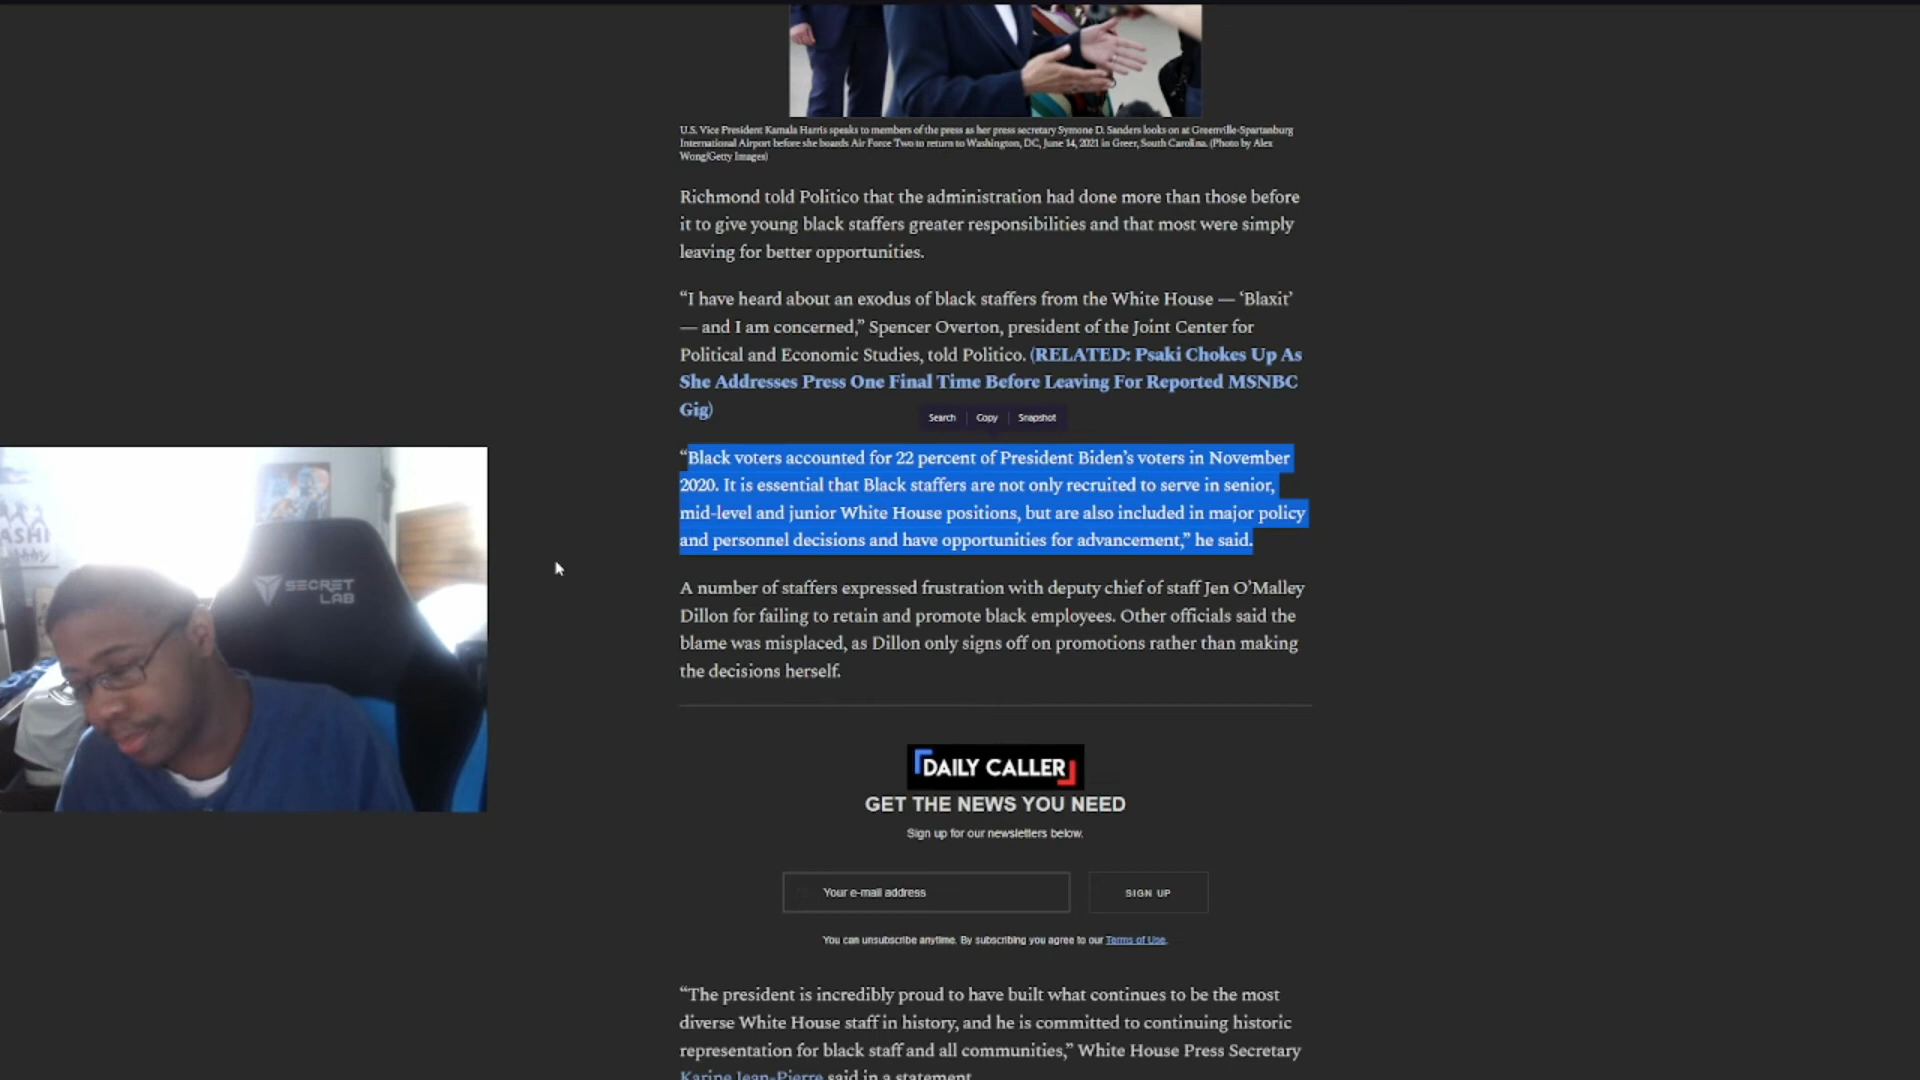 U.S. Vice President Kamala Harris speaks to members of the press as her press secretary Symone D. Sanders looks on at Greenville-Spartanburg
International Airport before she boards Air Force Two to return to Washington, DC, June 14, 2021 in Greer, South Carolina. (Photo by Alex
Wong/Getty Images)
Richmond told Politico that the administration had done more than those before
it to give young black staffers greater responsibilities and that most were simply
leaving for better opportunities.
“I have heard about an exodus of black staffers from the White House — ‘Blaxit’
— and I am concerned,” Spencer Overton, president of the Joint Center for
Political and Economic Studies, told Politico. (RELATED: Psaki Chokes Up As
She Addresses Press One Final Time Before Leaving For Reported MSNBC
Gig)
Search Copy Snapshot
“Black voters accounted for 22 percent of President Biden’s voters in November
2020. It is essential that Black staffers are not only recruited to serve in senior,
mid-level and junior White House positions, but are also included in major policy
and personnel decisions and have opportunities for advancement,” he said.
A number of staffers expressed frustration with deputy chief of staff Jen O’Malley
Dillon for failing to retain and promote black employees. Other officials said the
blame was misplaced, as Dillon only signs off on promotions rather than making
the decisions herself.
SECRET
LAB
DAILY CALLER
GET THE NEWS YOU NEED
Sign up for our newsletters below.
Your e-mail address
SIGN UP
You can unsubscribe anytime. By subscribing you agree to our Terms of Use.
“The president is incredibly proud to have built what continues to be the most
diverse White House staff in history, and he is committed to continuing historic
representation for black staff and all communities,” White House Press Secretary
Karine Jean-Pierre said in a statement.